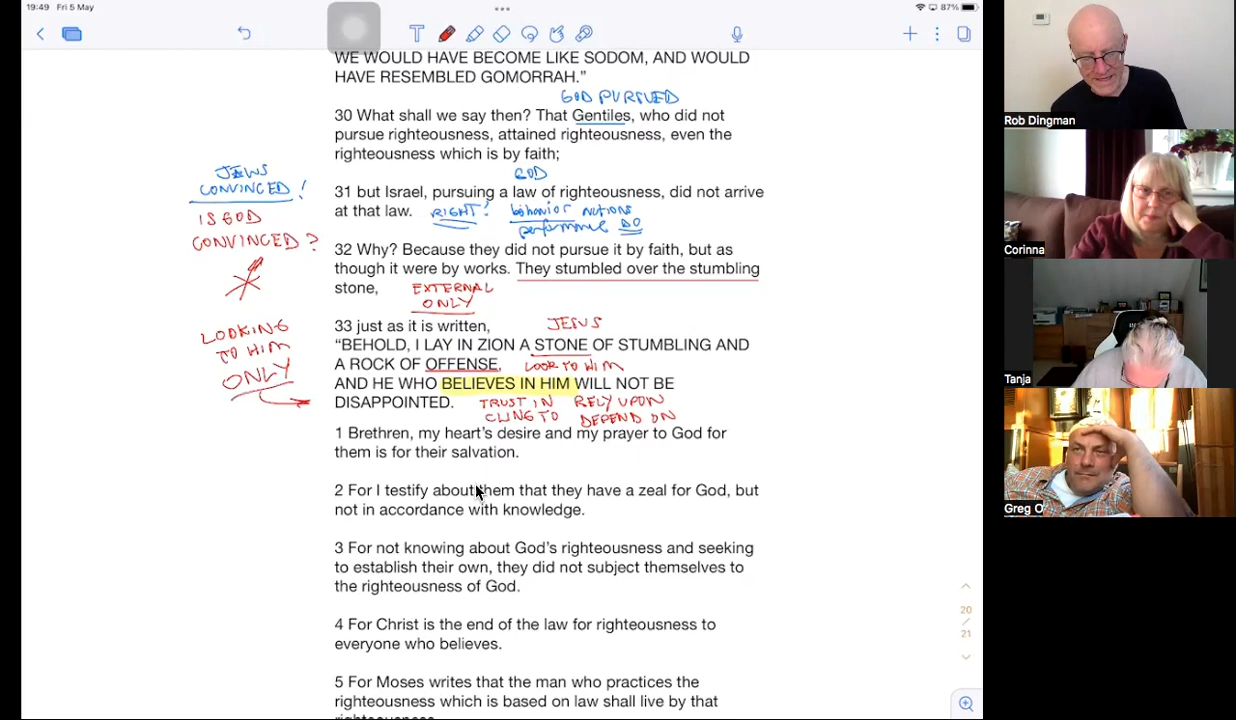 19:49 Fri 5 May
87%
WE WOULD HAVE BECOME LIKE SODOM, AND WOULD
HAVE RESEMBLED GOMORRAH.”
GOD PURSUED
30 What shall we say then? That Gentiles, who did not
pursue righteousness, attained righteousness, even the
righteousness which is by faith;
GOD
31 but Israel, pursuing a law of righteousness, did not arrive
at that law. RIGHT! behavior actions
performance DO
JEWS
CONVINCED!
IS GOD
CONVINCED?
32 Why? Because they did not pursue it by faith, but as
though it were by works. They stumbled over the stumbling
stone, EXTERNAL
ONLY
33 just as it is written, JESUS
“BEHOLD, I LAY IN ZION A STONE OF STUMBLING AND
A ROCK OF OFFENSE, LOOK TO HIM
AND HE WHO BELIEVES IN HIM WILL NOT BE
DISAPPOINTED. TRUST IN RELY UPON
CLING TO DEPEND ON
LOOKING
TO HIM
ONLY
1 Brethren, my heart’s desire and my prayer to God for
them is for their salvation.
2 For I testify about them that they have a zeal for God, but
not in accordance with knowledge.
3 For not knowing about God’s righteousness and seeking
to establish their own, they did not subject themselves to
the righteousness of God.
4 For Christ is the end of the law for righteousness to
everyone who believes.
5 For Moses writes that the man who practices the
righteousness which is based on law shall live by that
righteousness.
20
/
21
Rob Dingman
Corinna
Tanja
Greg O